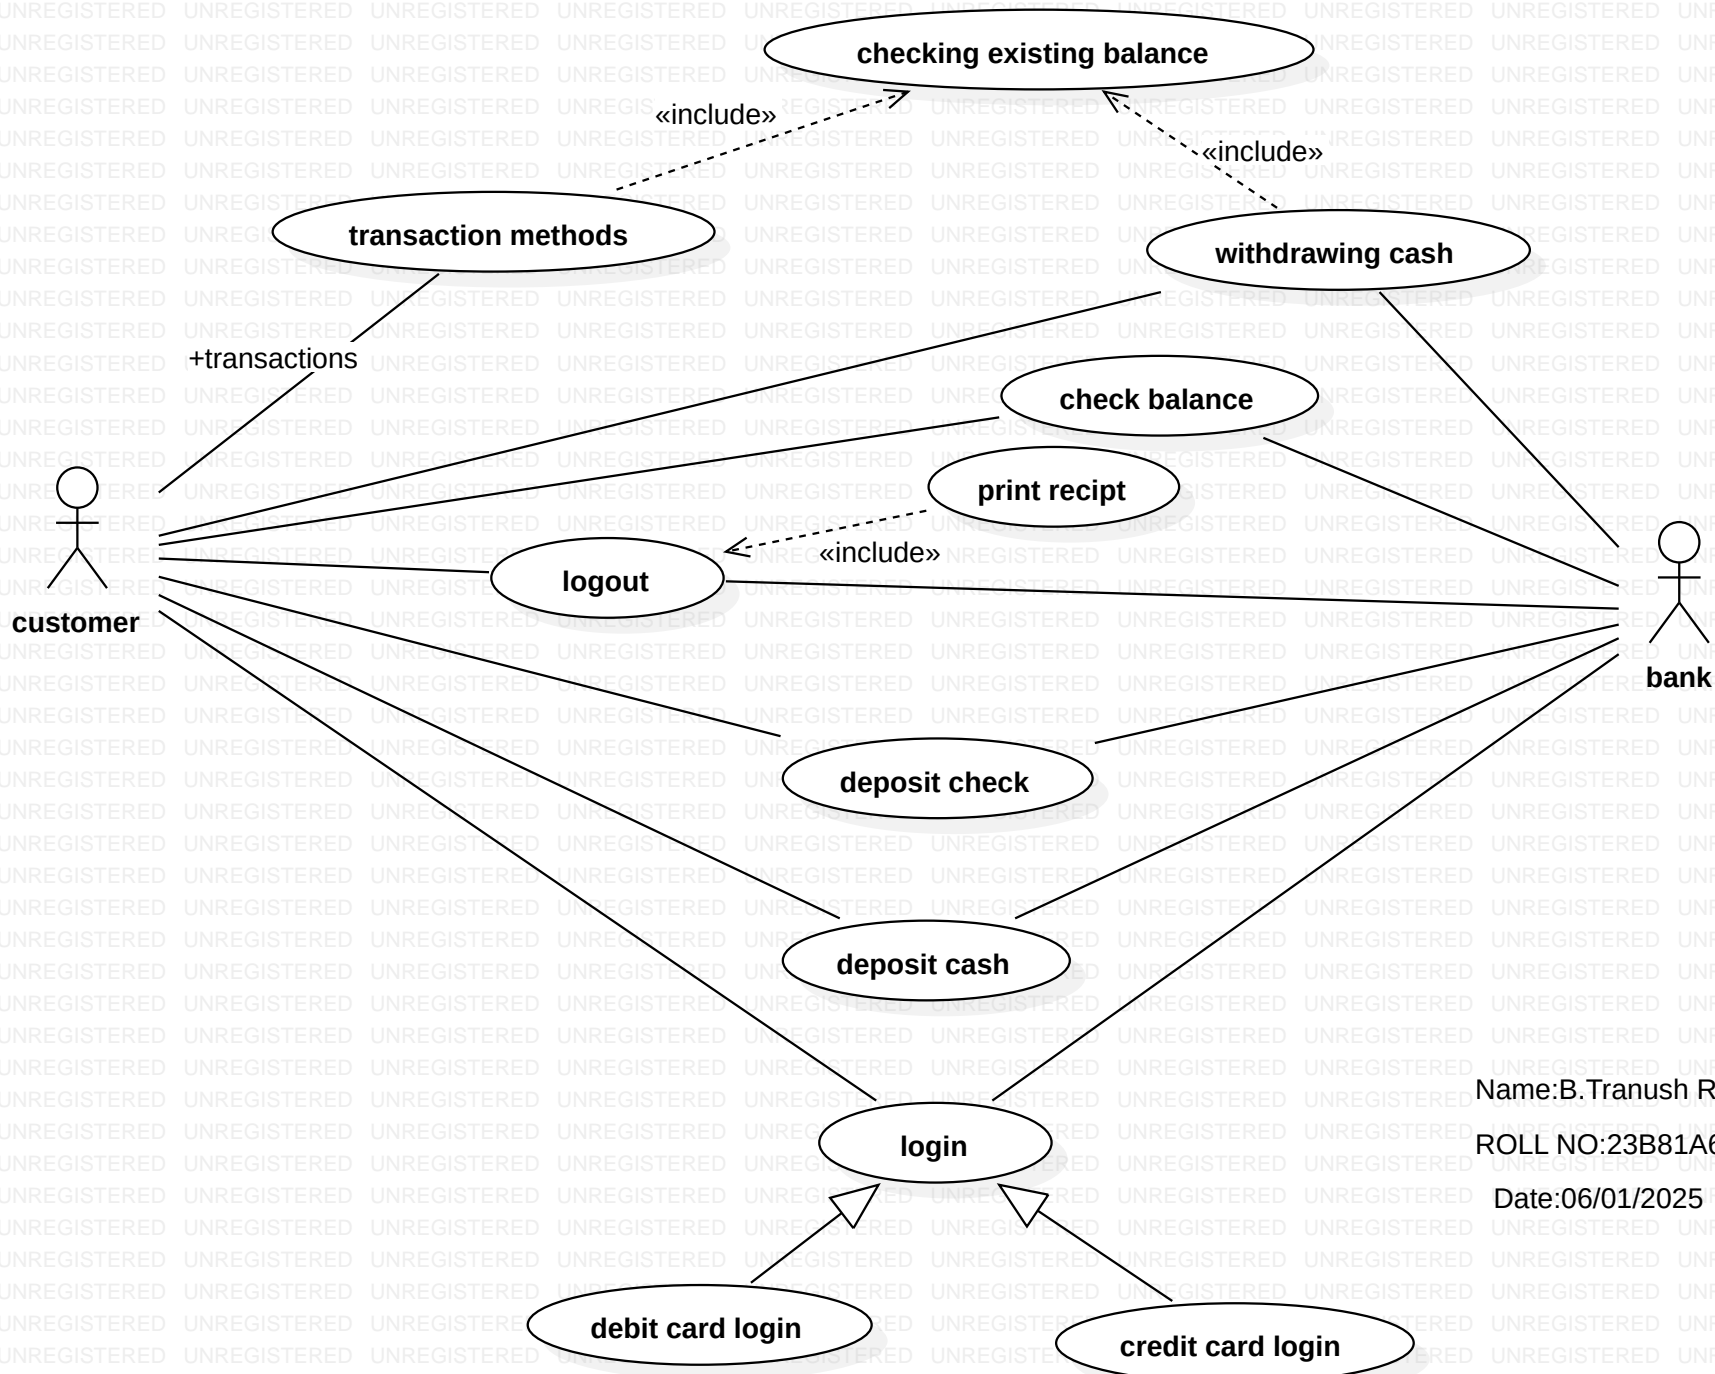 checking existing balance
«include»
«include»
transaction methods
withdrawing cash
+transactions
check balance
print recipt
«include»
logout
customer
bank
deposit check
deposit cash
login
Name:B.Tranush R
ROLL NO:23B81A6
Date:06/01/2025
debit card login
credit card login
UNREGISTERED